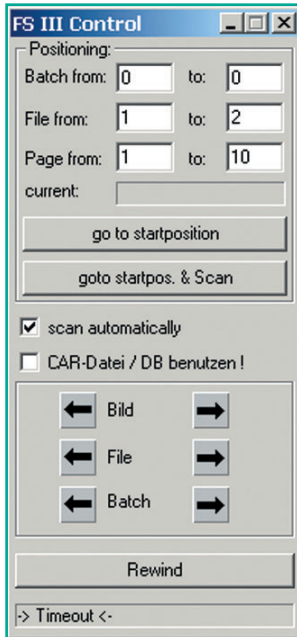 FS III Control
Positioning:
Batch from: 0 to: 0
File from: 1 to: 2
Page from: 1 to: 10
current:
go to startposition
goto startpos. & Scan
scan automatically
CAR-Datei / DB benutzen !
Bild
File
Batch
Rewind
-> Timeout <-